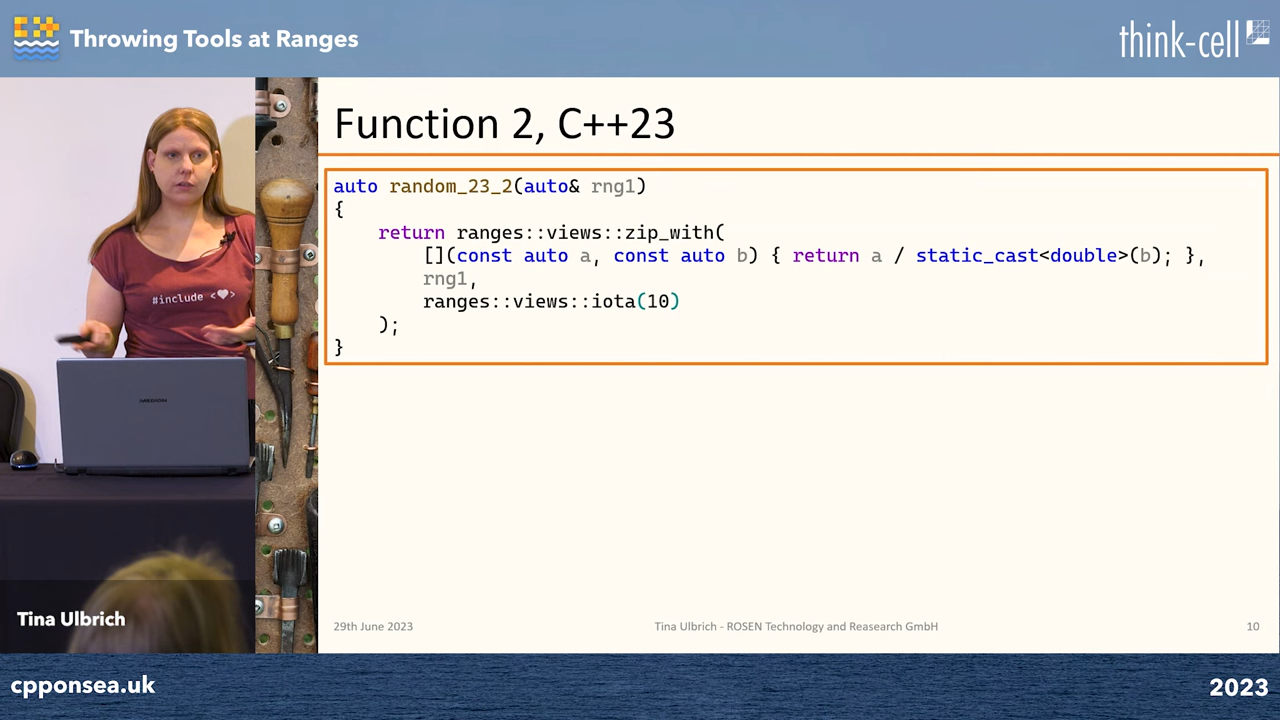 Throwing Tools at Ranges
think-cell
Function 2, C++23
auto random_23_2(auto& rng1)
{
    return ranges::views::zip_with(
        [](const auto a, const auto b) { return a / static_cast<double>(b); },
        rng1,
        ranges::views::iota(10)
    );
}
#include <♥>
MEDION
Tina Ulbrich
29th June 2023
Tina Ulbrich - ROSEN Technology and Reasearch GmbH
10
cpponsea.uk
2023